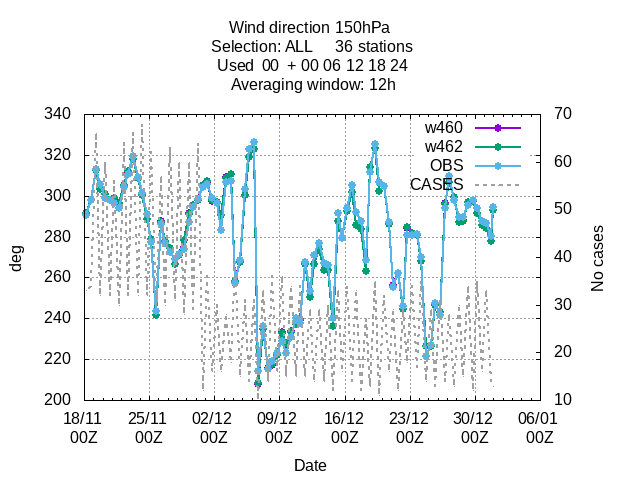 Wind direction 150hPa
Selection: ALL 36 stations
Used 00 + 00 06 12 18 24
Averaging window: 12h
340
320
300
280
260
240
220
200
deg
70
60
50
40
30
20
10
No cases
w460
w462
OBS
CASES
18/11 25/11 02/12 09/12 16/12 23/12 30/12 06/01
00Z 00Z 00Z 00Z 00Z 00Z 00Z 00Z
Date